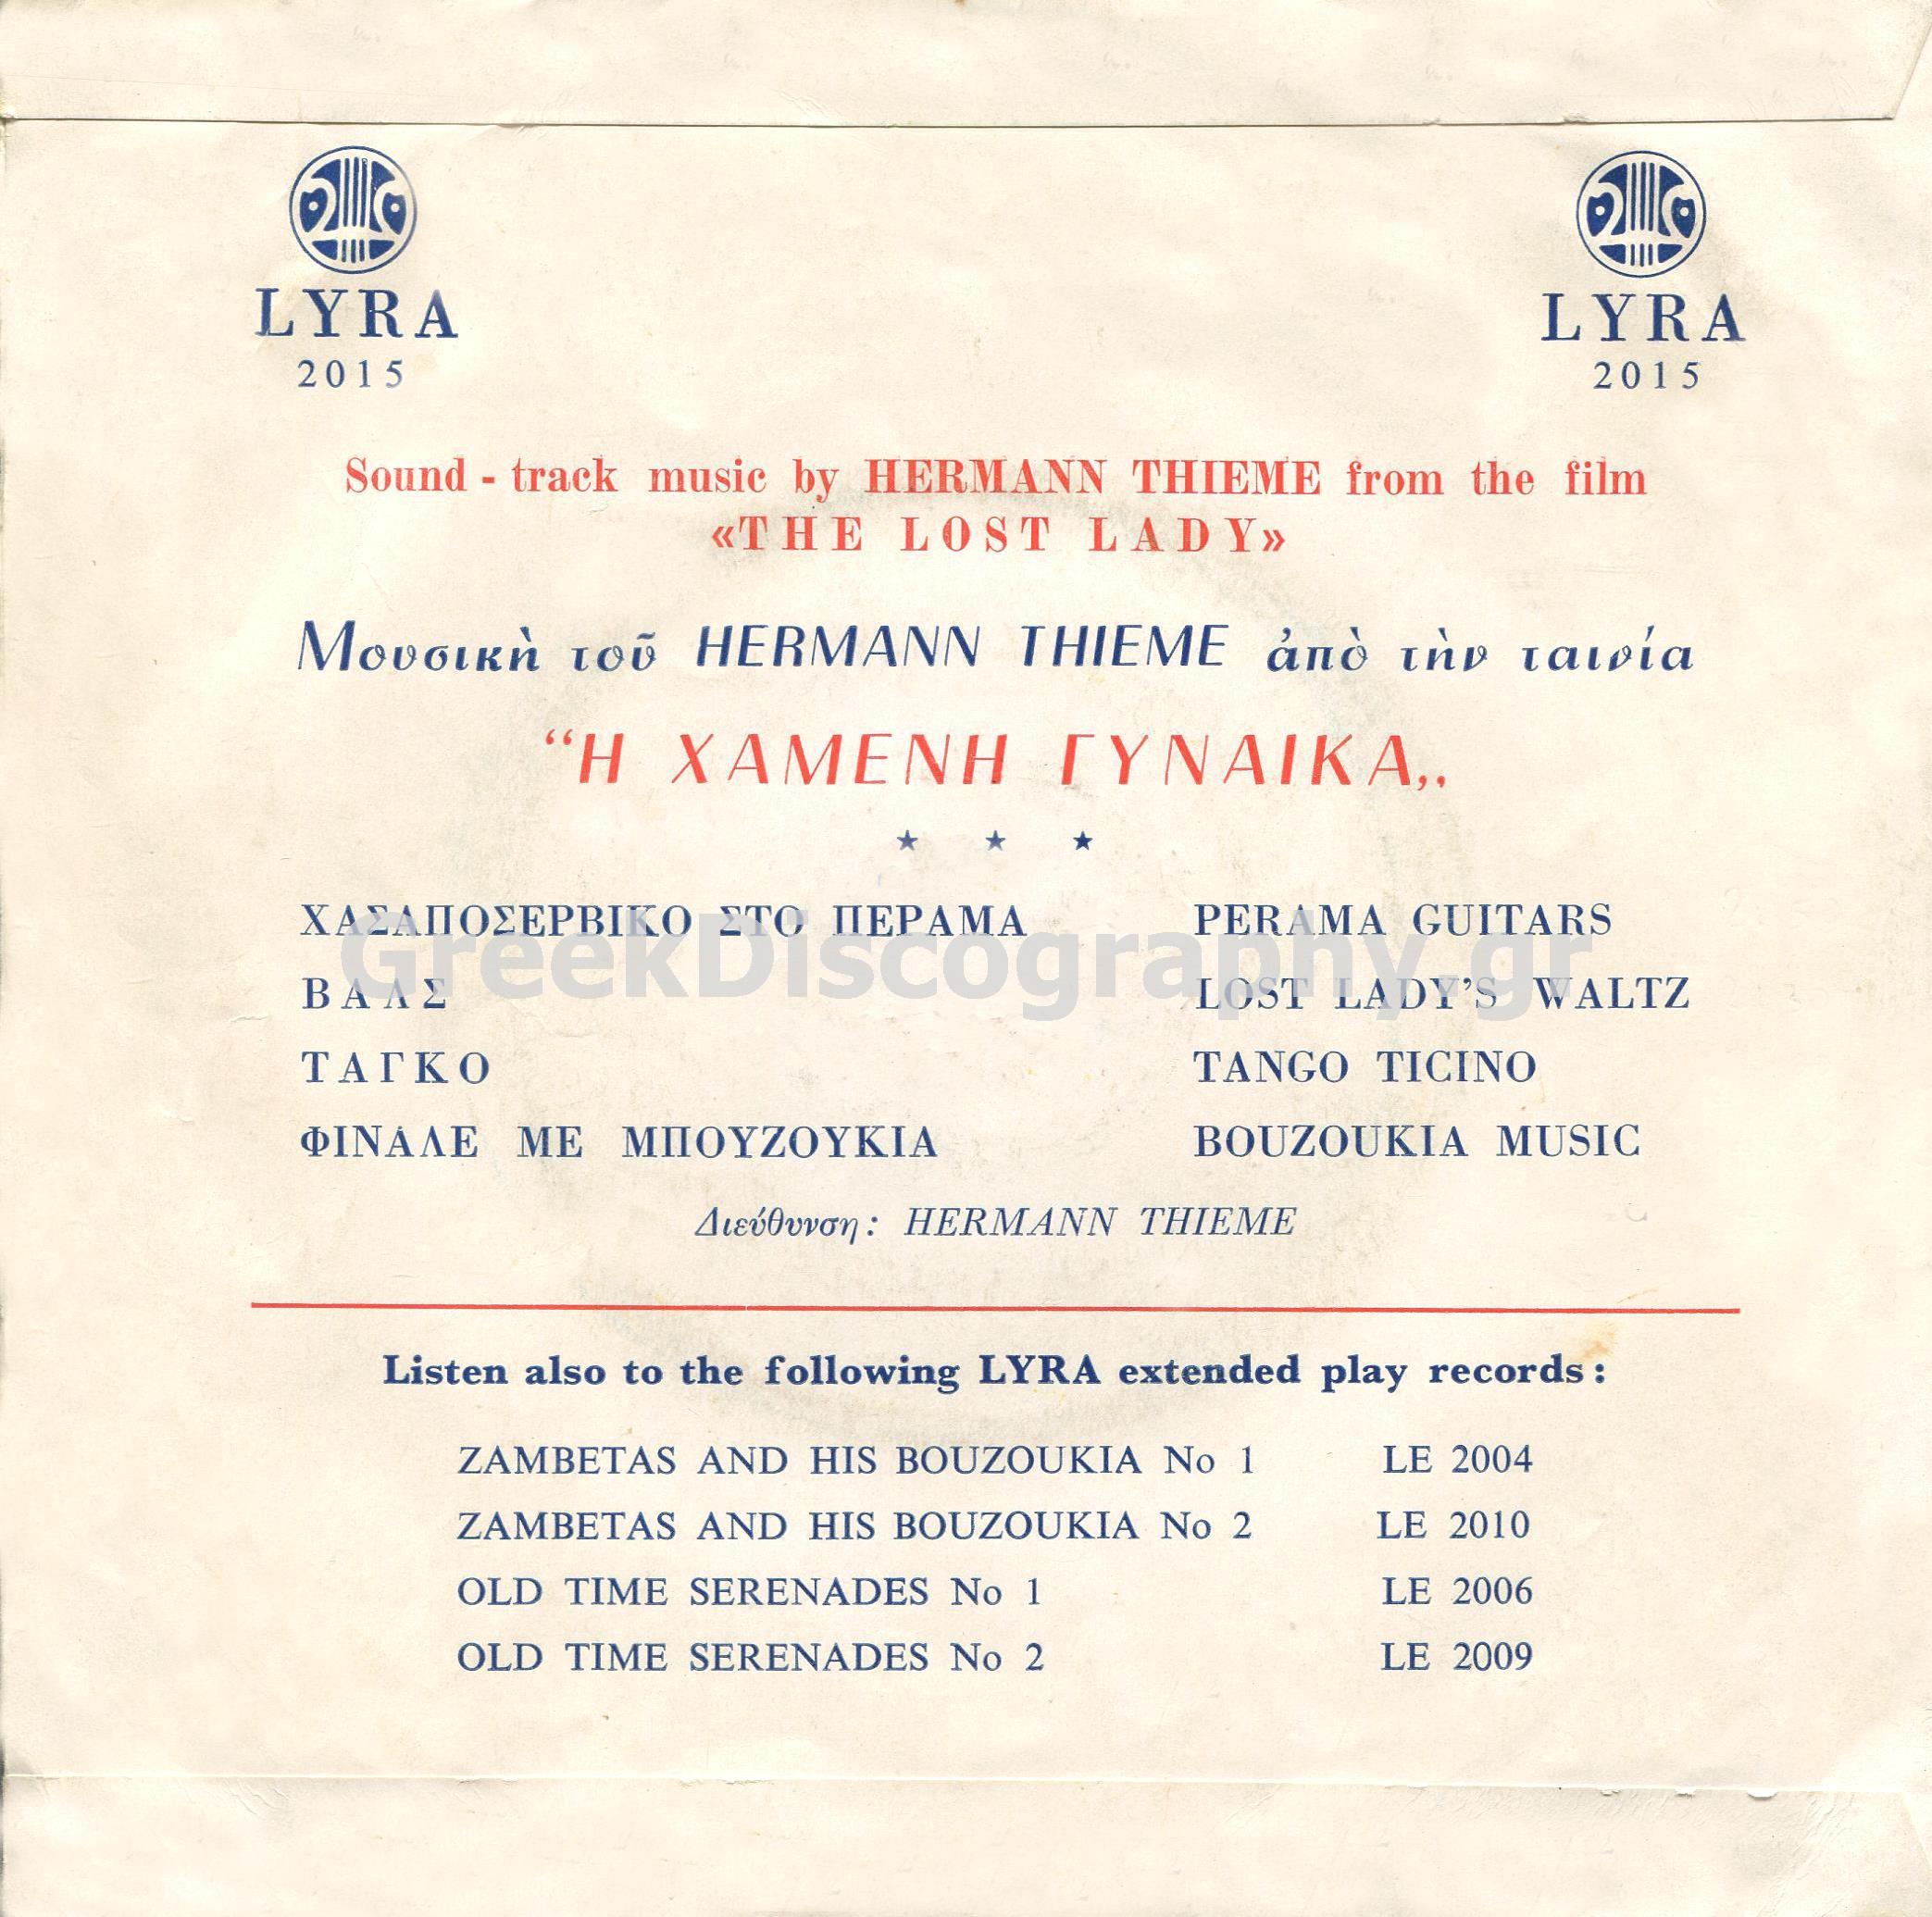 LYRA LYRA
2015 2015
Sound - track music by HERMANN THIEME from the film
«THE LOST LADY»
Μουσικὴ τοῦ HERMANN THIEME ἀπὸ τὴν ταινία
“Η ΧΑΜΕΝΗ ΓΥΝΑΙΚΑ„
★ ★ ★
ΧΑΣΑΠΟΣΕΡΒΙΚΟ ΣΤΟ ΠΕΡΑΜΑ PERAMA GUITARS
GreekDiscography.gr
ΒΑΛΣ LOST LADY’S WALTZ
ΤΑΓΚΟ TANGO TICINO
ΦΙΝΑΛΕ ΜΕ ΜΠΟΥΖΟΥΚΙΑ BOUZOUKIA MUSIC
Διεύθυνση: HERMANN THIEME
Listen also to the following LYRA extended play records:
ZAMBETAS AND HIS BOUZOUKIA No 1 LE 2004
ZAMBETAS AND HIS BOUZOUKIA No 2 LE 2010
OLD TIME SERENADES No 1 LE 2006
OLD TIME SERENADES No 2 LE 2009